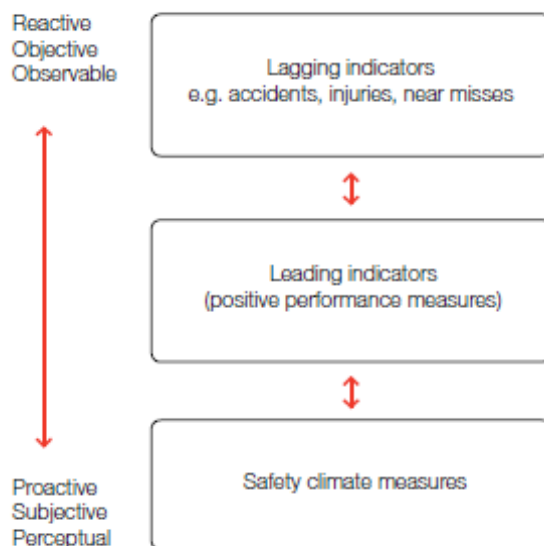 Reactive
Objective
Observable
Lagging indicators
e.g. accidents, injuries, near misses
Leading indicators
(positive performance measures)
Safety climate measures
Proactive
Subjective
Perceptual